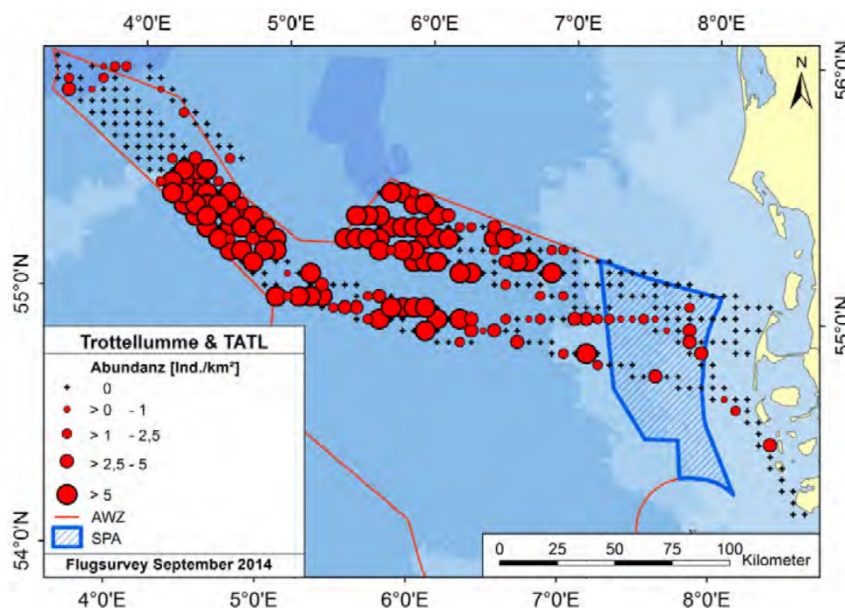 4°0'E 5°0'E 6°0'E 7°0'E 8°0'E
56°0'N
N
55°0'N
55°0'N
Trottellumme & TATL
Abundanz [Ind./km²]
0
> 0 - 1
> 1 - 2,5
> 2,5 - 5
> 5
AWZ
SPA
Flugsurvey September 2014
54°0'N
0 25 50 75 100
Kilometer
4°0'E 5°0'E 6°0'E 7°0'E 8°0'E